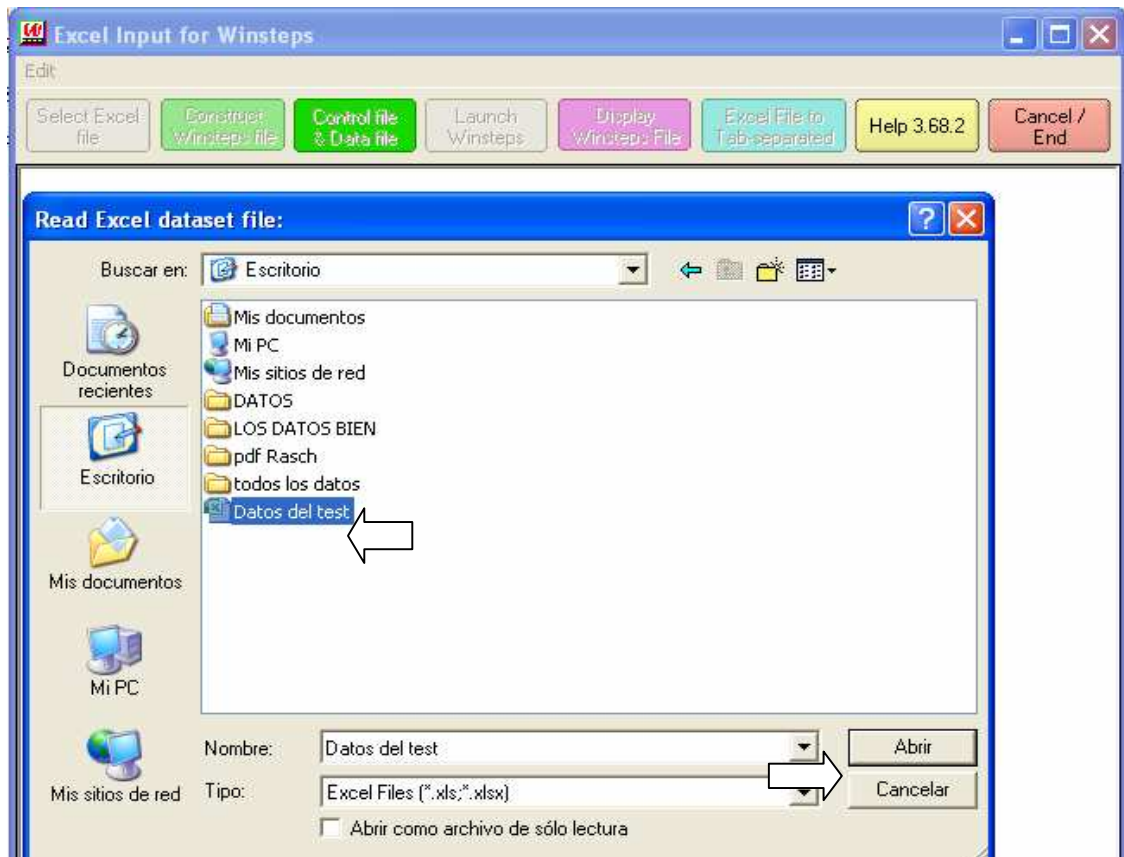 Excel Input for Winsteps
Edit
Select Excel file
Construct Winsteps file
Control file & Data file
Launch Winsteps
Display Winsteps File
Excel File to Tab-separated
Help 3.68.2
Cancel / End
Read Excel dataset file:
Buscar en:
Escritorio
Mis documentos
Mi PC
Mis sitios de red
DATOS
LOS DATOS BIEN
pdf Rasch
todos los datos
Datos del test
Documentos
recientes
Escritorio
Mis documentos
Mi PC
Mis sitios de red
Nombre:
Datos del test
Abrir
Tipo:
Excel Files (*.xls;*.xlsx)
Cancelar
Abrir como archivo de sólo lectura